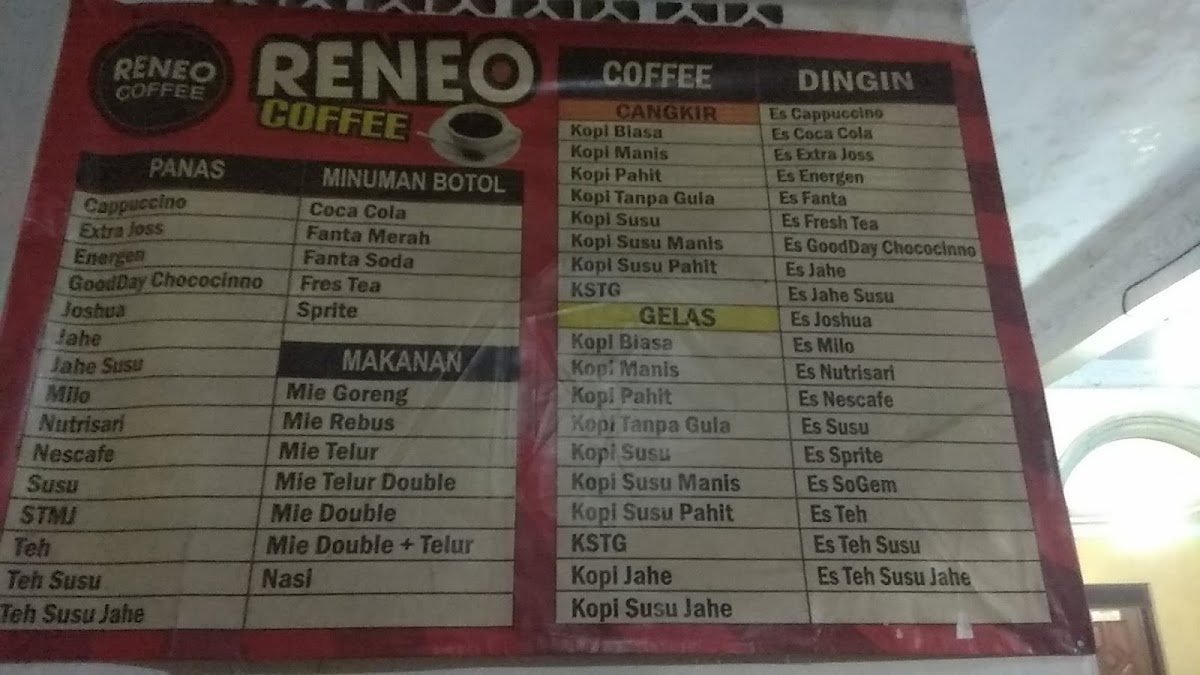 RENEO
COFFEE
RENEO
COFFEE
PANAS
Cappuccino
Extra Joss
Energen
GoodDay Chococinno
Joshua
Jahe
Jahe Susu
Milo
Nutrisari
Nescafe
Susu
STMJ
Teh
Teh Susu
Teh Susu Jahe
MINUMAN BOTOL
Coca Cola
Fanta Merah
Fanta Soda
Fres Tea
Sprite
MAKANAN
Mie Goreng
Mie Rebus
Mie Telur
Mie Telur Double
Mie Double
Mie Double + Telur
Nasi
COFFEE
CANGKIR
Kopi Biasa
Kopi Manis
Kopi Pahit
Kopi Tanpa Gula
Kopi Susu
Kopi Susu Manis
Kopi Susu Pahit
KSTG
GELAS
Kopi Biasa
Kopi Manis
Kopi Pahit
Kopi Tanpa Gula
Kopi Susu
Kopi Susu Manis
Kopi Susu Pahit
KSTG
Kopi Jahe
Kopi Susu Jahe
DINGIN
Es Cappuccino
Es Coca Cola
Es Extra Joss
Es Energen
Es Fanta
Es Fresh Tea
Es GoodDay Chococinno
Es Jahe
Es Jahe Susu
Es Joshua
Es Milo
Es Nutrisari
Es Nescafe
Es Susu
Es Sprite
Es SoGem
Es Teh
Es Teh Susu
Es Teh Susu Jahe